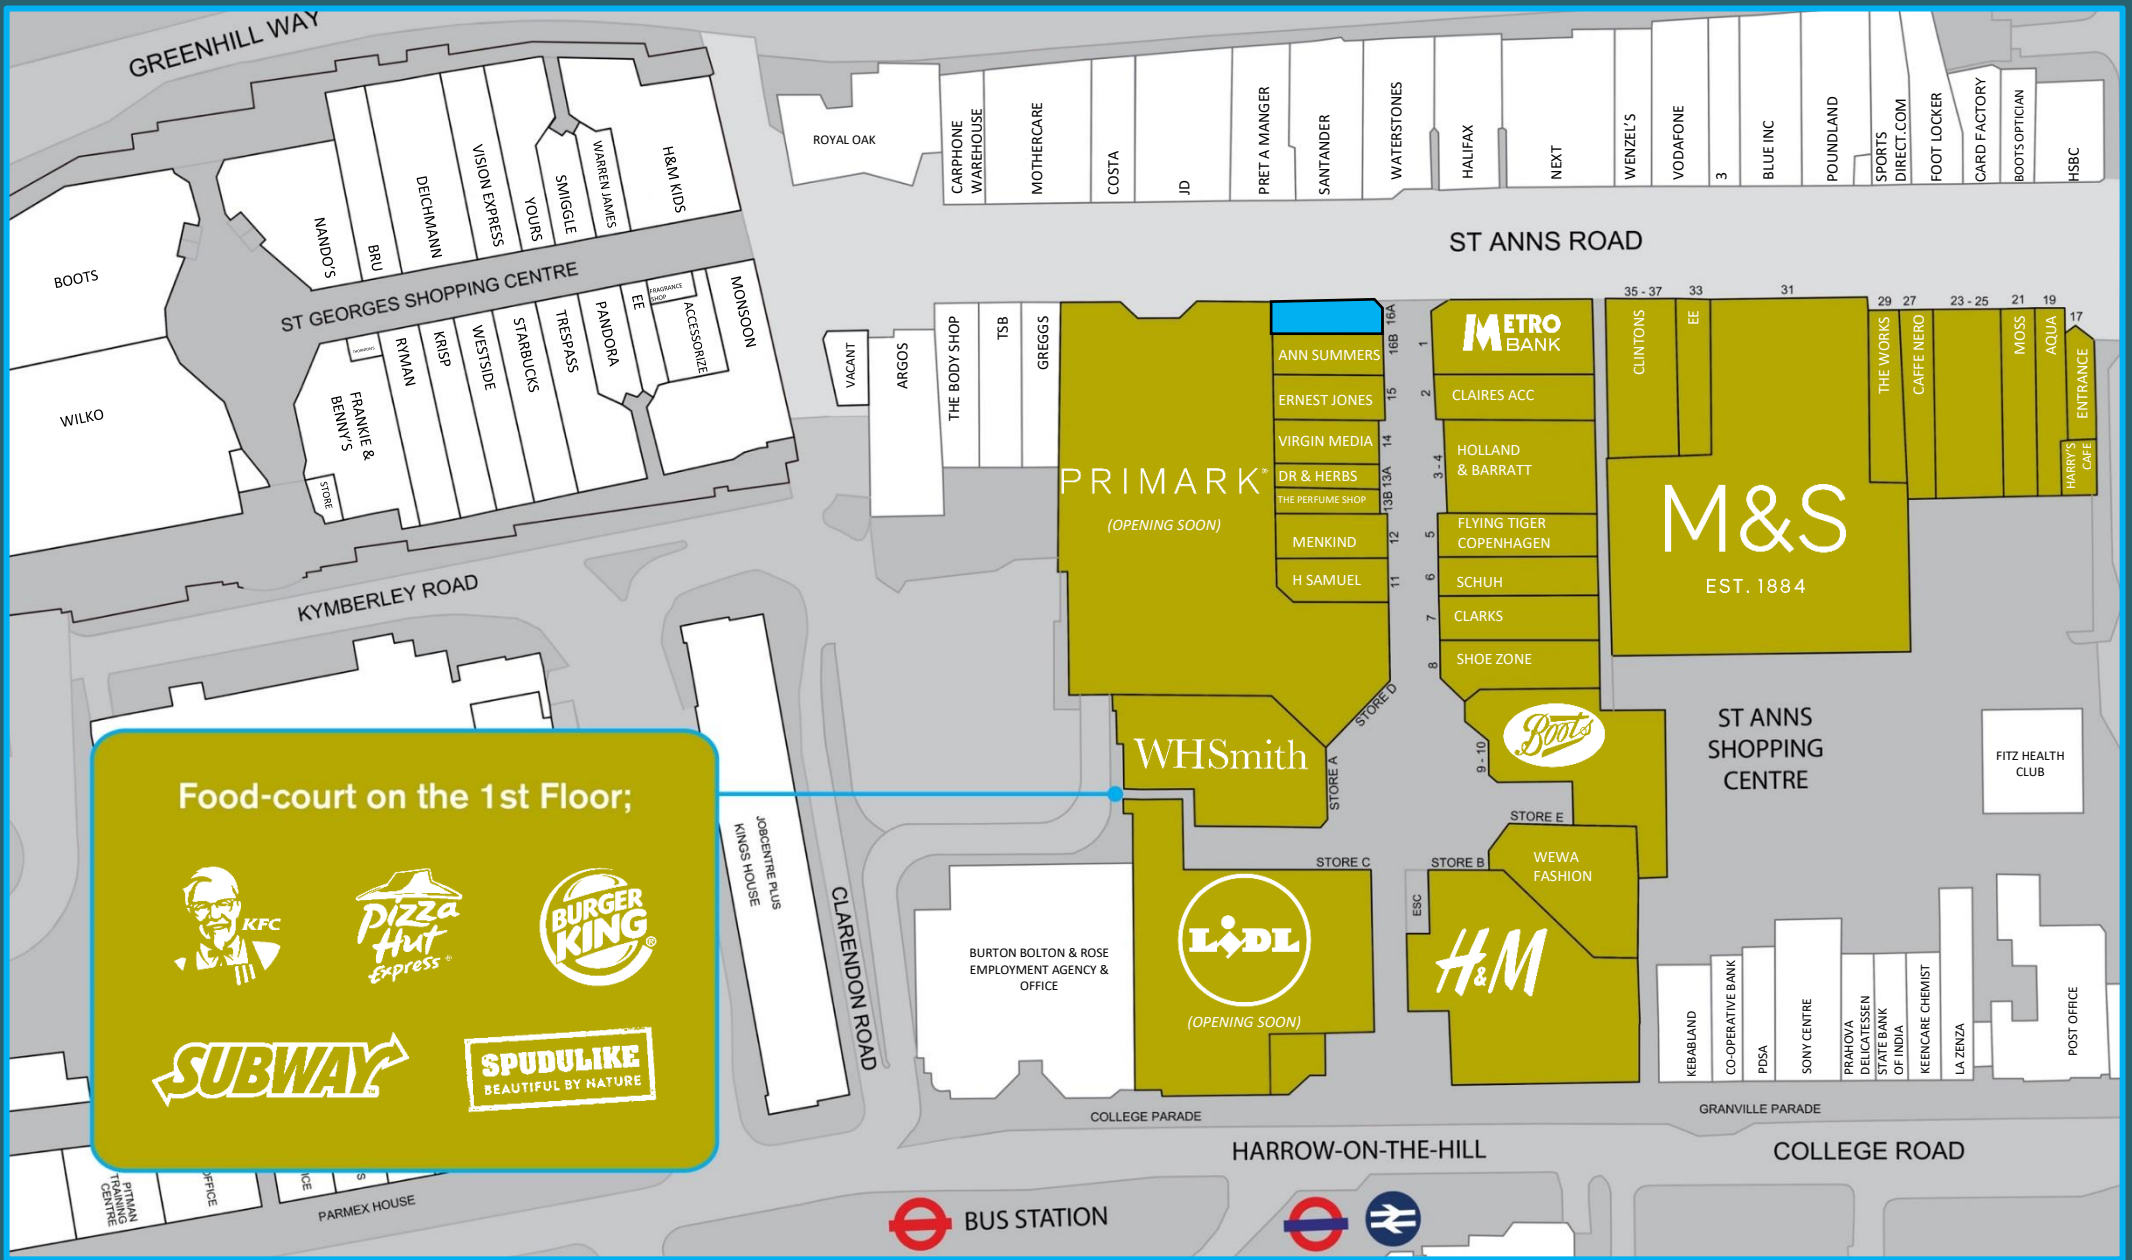 GREENHILL WAY
BOOTS
WILKO
NANDO'S
BRU
DEICHMANN
VISION EXPRESS
YOURS
SMIGGLE
WARREN JAMES
H&M KIDS
ST GEORGES SHOPPING CENTRE
FRANKIE &
BENNY'S
STORE
RYMAN
KRISP
WESTSIDE
STARBUCKS
TRESPASS
PANDORA
EE
FRAGRANCE
SHOP
ACCESSORIZE
MONSOON
KYMBERLEY ROAD
ROYAL OAK
CARPHONE
WAREHOUSE
MOTHERCARE
COSTA
JD
PRET A MANGER
SANTANDER
WATERSTONES
HALIFAX
NEXT
WENZEL'S
VODAFONE
3
BLUE INC
POUNDLAND
SPORTS
DIRECT.COM
FOOT LOCKER
CARD FACTORY
BOOTS OPTICIAN
HSBC
ST ANNS ROAD
VACANT
ARGOS
THE BODY SHOP
TSB
GREGGS
PRIMARK®
(OPENING SOON)
16A
16B
ANN SUMMERS
15
ERNEST JONES
14
VIRGIN MEDIA
13A
DR & HERBS
13B
THE PERFUME SHOP
12
MENKIND
11
H SAMUEL
1
METRO
BANK
2
CLAIRES ACC
3 - 4
HOLLAND
& BARRATT
5
FLYING TIGER
COPENHAGEN
6
SCHUH
7
CLARKS
8
SHOE ZONE
9 - 10
Boots
35 - 37
CLINTONS
33
EE
31
M&S
EST. 1884
29
THE WORKS
27
CAFFE NERO
23 - 25
21
MOSS
19
AQUA
17
ENTRANCE
HARRY'S
CAFE
STORE D
WHSmith
STORE A
STORE E
WEWA
FASHION
STORE C
STORE B
ESC
LIDL
(OPENING SOON)
H&M
ST ANNS
SHOPPING
CENTRE
FITZ HEALTH
CLUB
Food-court on the 1st Floor;
KFC
Pizza
Hut
Express
BURGER
KING®
SUBWAY
SPUDULIKE
BEAUTIFUL BY NATURE
JOBCENTRE PLUS
KINGS HOUSE
CLARENDON ROAD
BURTON BOLTON & ROSE
EMPLOYMENT AGENCY &
OFFICE
KEBABLAND
CO-OPERATIVE BANK
PDSA
SONY CENTRE
PRAHOVA
DELICATESSEN
STATE BANK
OF INDIA
KEENCARE CHEMIST
LA ZENZA
POST OFFICE
COLLEGE PARADE
GRANVILLE PARADE
HARROW-ON-THE-HILL
COLLEGE ROAD
PITMAN
TRAINING
CENTRE
OFFICE
ICE
S
PARMEX HOUSE
BUS STATION